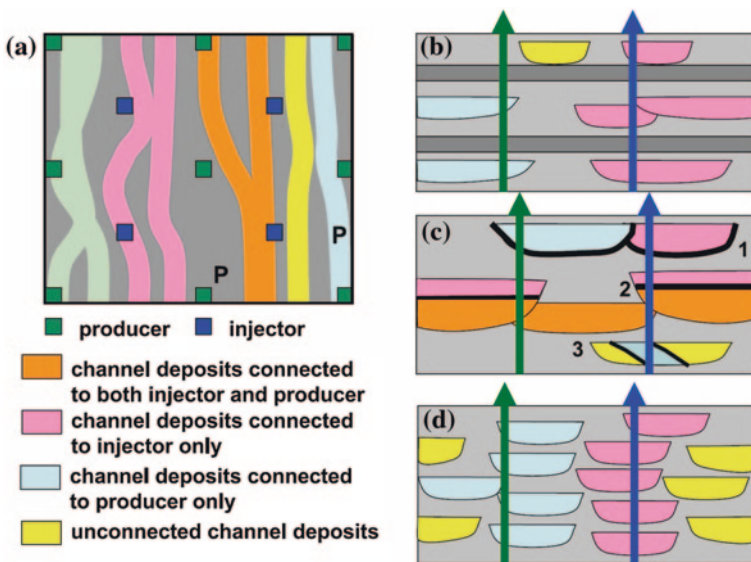 (a)
P
P
producer
injector
channel deposits connected
to both injector and producer
channel deposits connected
to injector only
channel deposits connected
to producer only
unconnected channel deposits
(b)
(c)
1
2
3
(d)